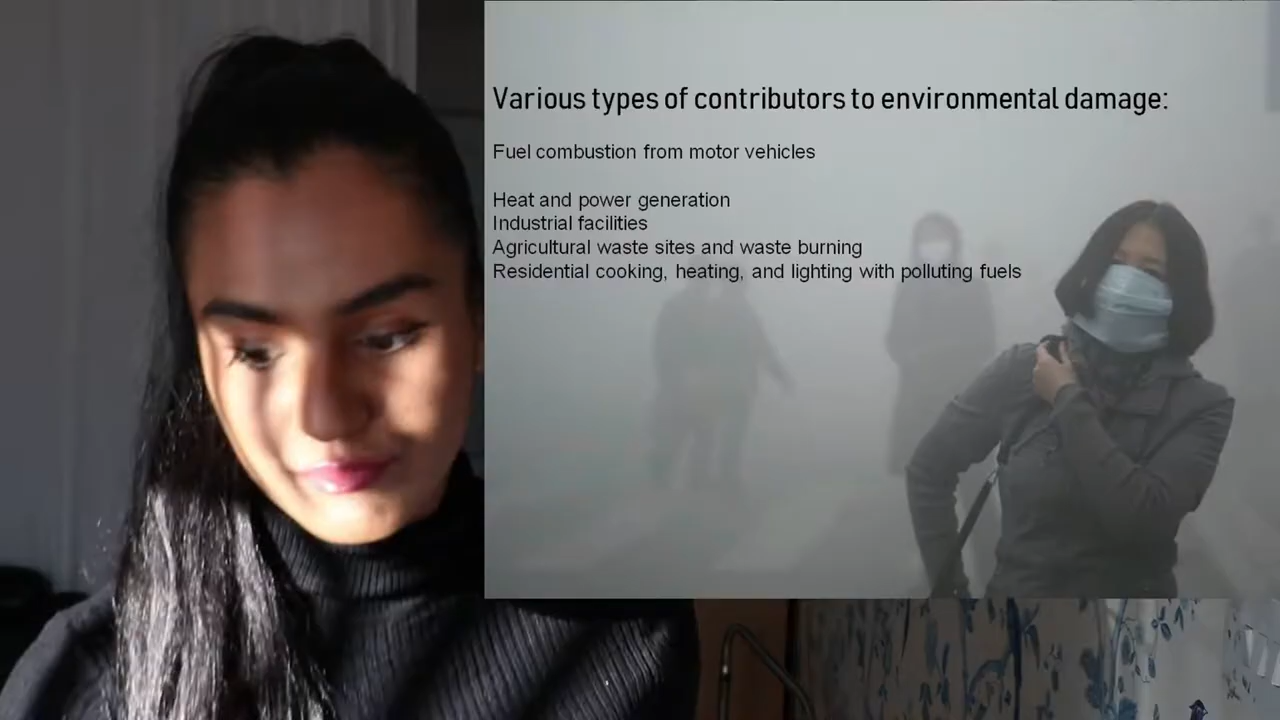 Various types of contributors to environmental damage:
Fuel combustion from motor vehicles
Heat and power generation
Industrial facilities
Agricultural waste sites and waste burning
Residential cooking, heating, and lighting with polluting fuels